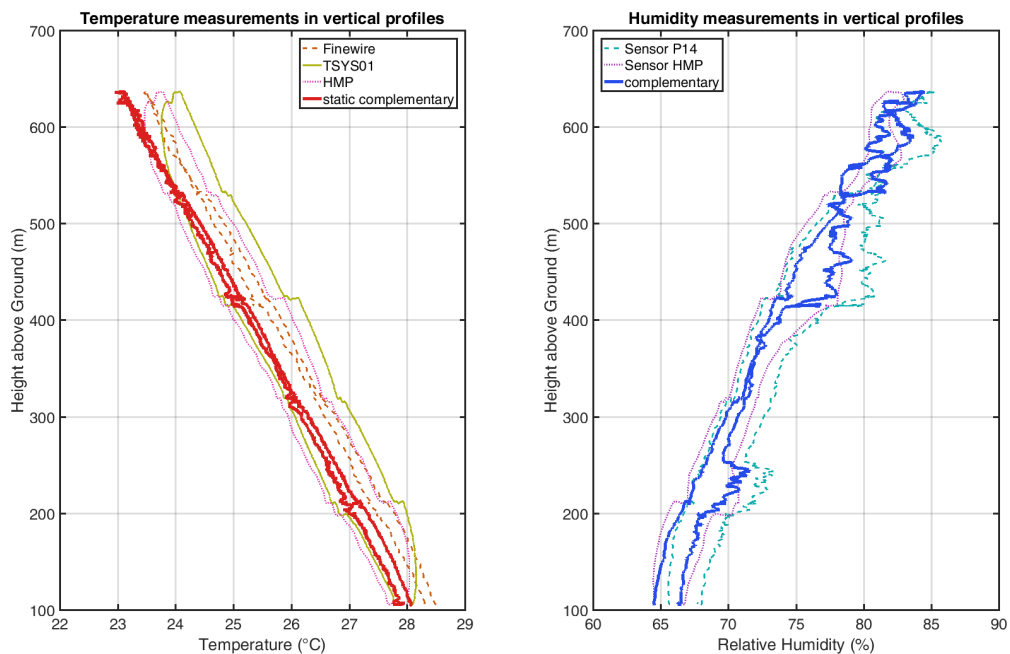 Temperature measurements in vertical profiles
700
600
500
400
300
200
100
22
23
24
25
26
27
28
29
Height above Ground (m)
Temperature (°C)
Finewire
TSYS01
HMP
static complementary
Humidity measurements in vertical profiles
700
600
500
400
300
200
100
60
65
70
75
80
85
90
Height above Ground (m)
Relative Humidity (%)
Sensor P14
Sensor HMP
complementary